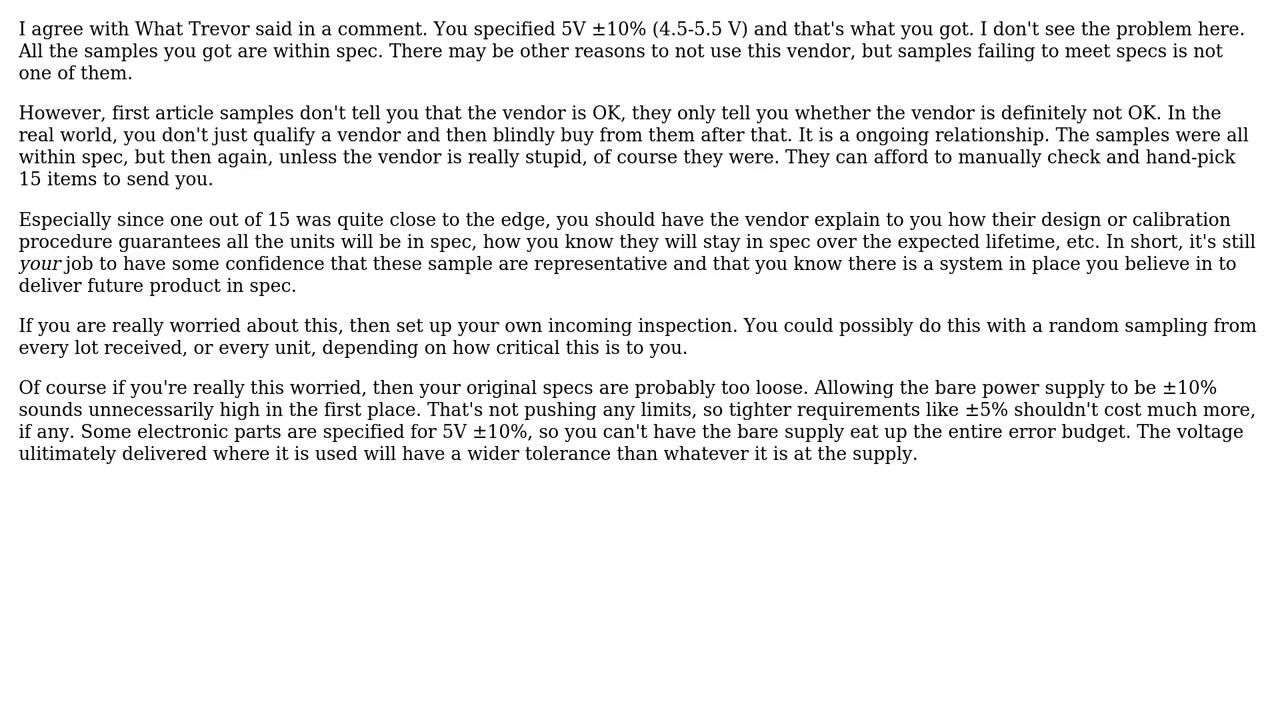 I agree with What Trevor said in a comment. You specified 5V ±10% (4.5-5.5 V) and that's what you got. I don't see the problem here.
All the samples you got are within spec. There may be other reasons to not use this vendor, but samples failing to meet specs is not
one of them.
However, first article samples don't tell you that the vendor is OK, they only tell you whether the vendor is definitely not OK. In the
real world, you don't just qualify a vendor and then blindly buy from them after that. It is a ongoing relationship. The samples were all
within spec, but then again, unless the vendor is really stupid, of course they were. They can afford to manually check and hand-pick
15 items to send you.
Especially since one out of 15 was quite close to the edge, you should have the vendor explain to you how their design or calibration
procedure guarantees all the units will be in spec, how you know they will stay in spec over the expected lifetime, etc. In short, it's still
your job to have some confidence that these sample are representative and that you know there is a system in place you believe in to
deliver future product in spec.
If you are really worried about this, then set up your own incoming inspection. You could possibly do this with a random sampling from
every lot received, or every unit, depending on how critical this is to you.
Of course if you're really this worried, then your original specs are probably too loose. Allowing the bare power supply to be ±10%
sounds unnecessarily high in the first place. That's not pushing any limits, so tighter requirements like ±5% shouldn't cost much more,
if any. Some electronic parts are specified for 5V ±10%, so you can't have the bare supply eat up the entire error budget. The voltage
ulitimately delivered where it is used will have a wider tolerance than whatever it is at the supply.